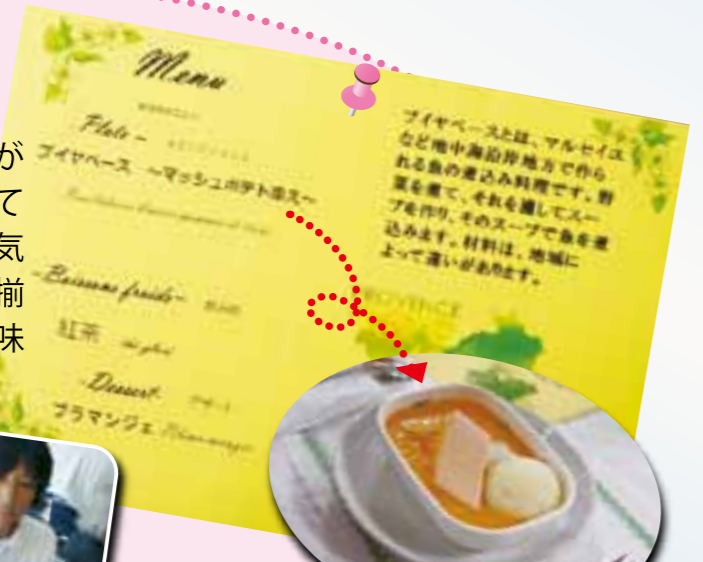 が
て
気
揃
味
Menu
Plate ~
ブイヤベース ~マッシュポテト添え~
~Boissons froids~
紅茶
~Dessert~
ブラマンジェ
ブイヤベースとは、マルセイユ
など地中海沿岸地方で作ら
れる魚の煮込み料理です。野
菜を煮て、それを濾してスー
プを作り、そのスープで魚を煮
込みます。材料は、地域に
よって違いがあります。
PROVENCE